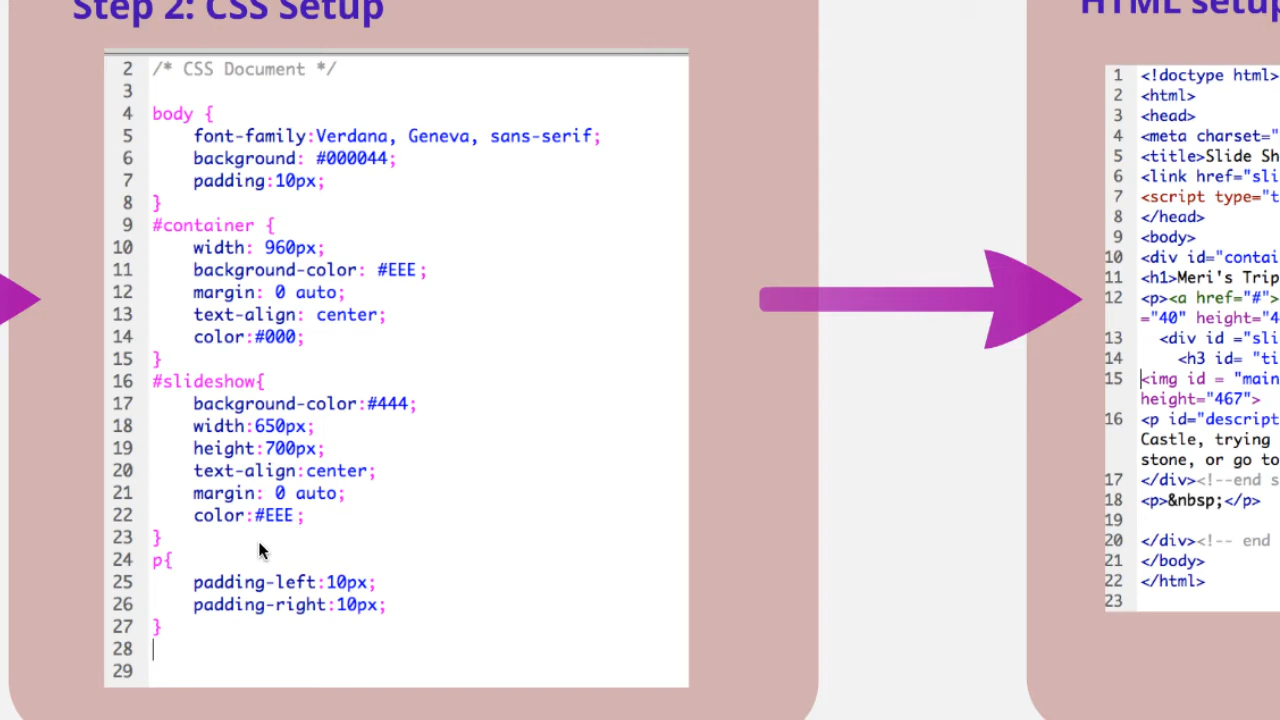 Step 2: CSS Setup
2 /* CSS Document */
3
4 body {
5 font-family:Verdana, Geneva, sans-serif;
6 background: #000044;
7 padding:10px;
8 }
9 #container {
10 width: 960px;
11 background-color: #EEE;
12 margin: 0 auto;
13 text-align: center;
14 color:#000;
15 }
16 #slideshow{
17 background-color:#444;
18 width:650px;
19 height:700px;
20 text-align:center;
21 margin: 0 auto;
22 color:#EEE;
23 }
24 p{
25 padding-left:10px;
26 padding-right:10px;
27 }
28
29
HTML setup
1 <!doctype html>
2 <html>
3 <head>
4 <meta charset="
5 <title>Slide Sh
6 <link href="sli
7 <script type="t
8 </head>
9 <body>
10 <div id="contai
11 <h1>Meri's Trip
12 <p><a href="#">
="40" height="4
13 <div id ="sli
14 <h3 id= "ti
15 <img id = "main
height="467">
16 <p id="descript
Castle, trying
stone, or go to
17 </div><!--end s
18 <p>&nbsp;</p>
19
20 </div><!-- end
21 </body>
22 </html>
23